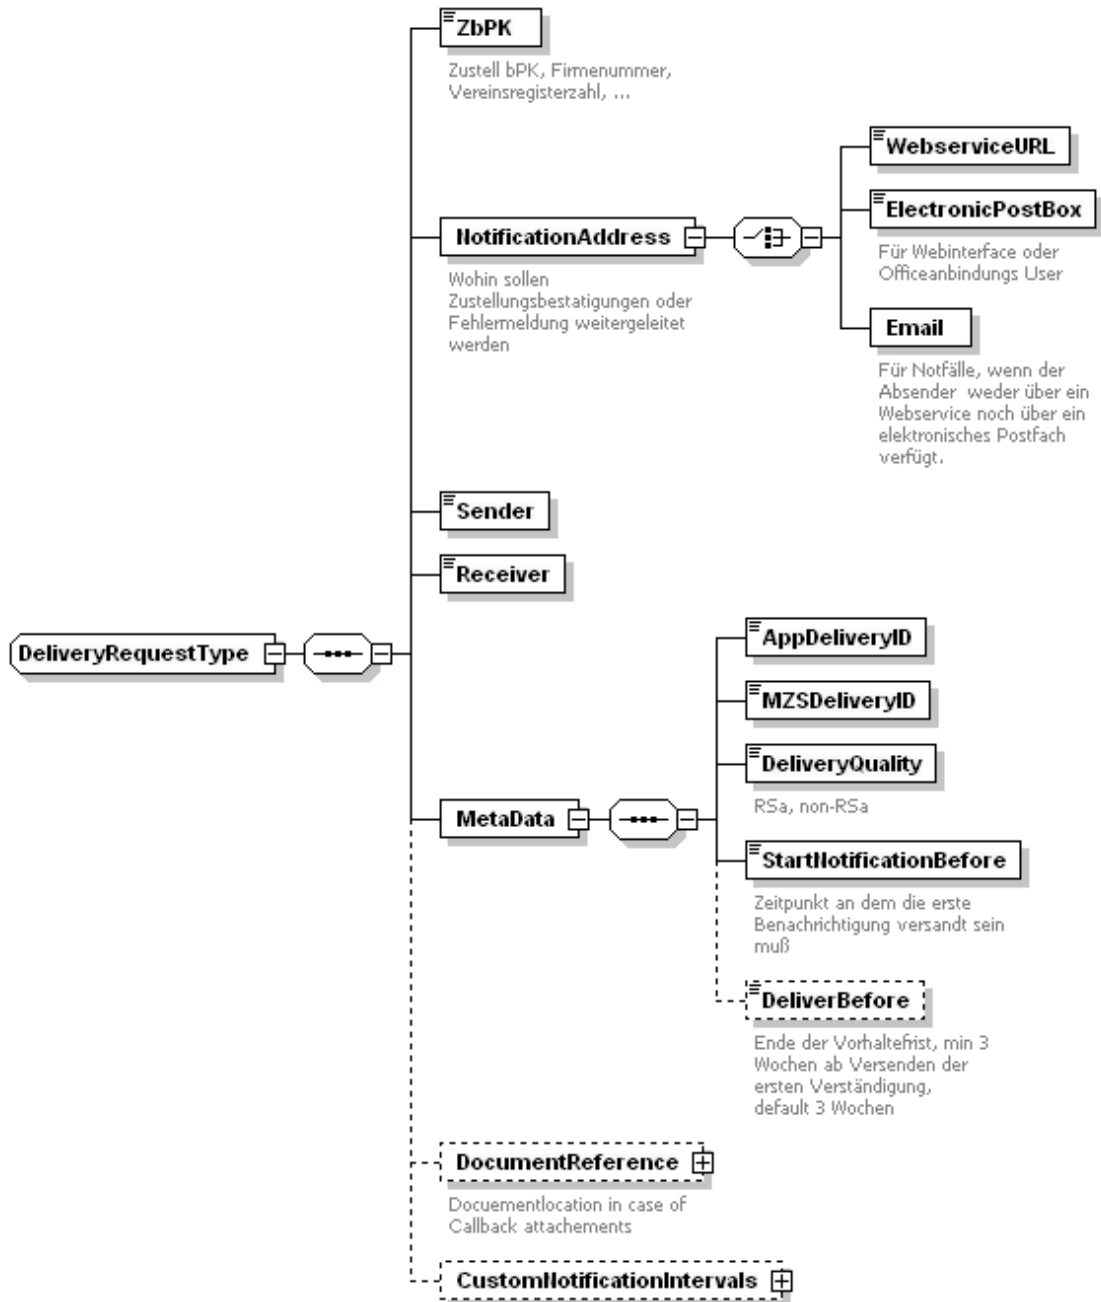 ZbPK
Zustell bPK, Firmenummer,
Vereinsregisterzahl, ...
WebserviceURL
ElectronicPostBox
Für Webinterface oder
Officeanbindungs User
NotificationAddress
Wohin sollen
Zustellungsbestatigungen oder
Fehlermeldung weitergeleitet
werden
Email
Für Notfälle, wenn der
Absender weder über ein
Webservice noch über ein
elektronisches Postfach
verfügt.
Sender
Receiver
DeliveryRequestType
AppDeliveryID
MZSDeliveryID
DeliveryQuality
RSa, non-RSa
MetaData
StartNotificationBefore
Zeitpunkt an dem die erste
Benachrichtigung versandt sein
muß
DeliverBefore
Ende der Vorhaltefrist, min 3
Wochen ab Versenden der
ersten Verständigung,
default 3 Wochen
DocumentReference
Docuementlocation in case of
Callback attachements
CustomNotificationIntervals